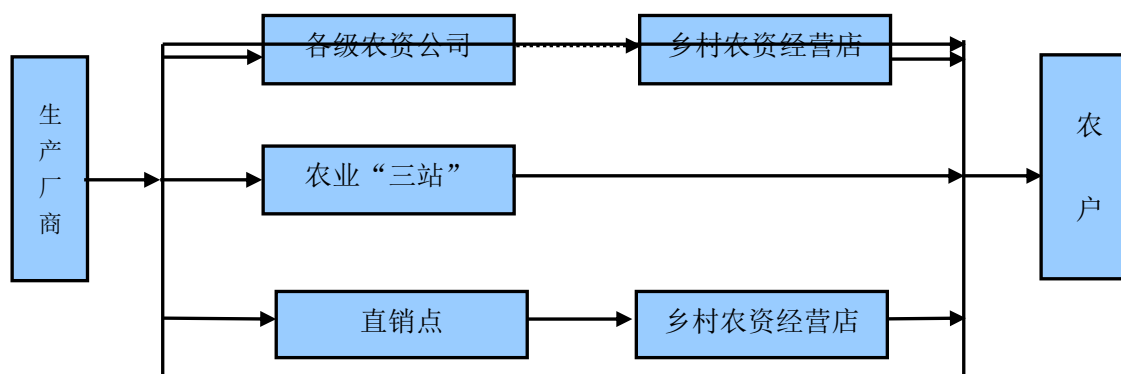 各级农资公司
乡村农资经营店
生产厂商
农户
农业“三站”
直销点
乡村农资经营店